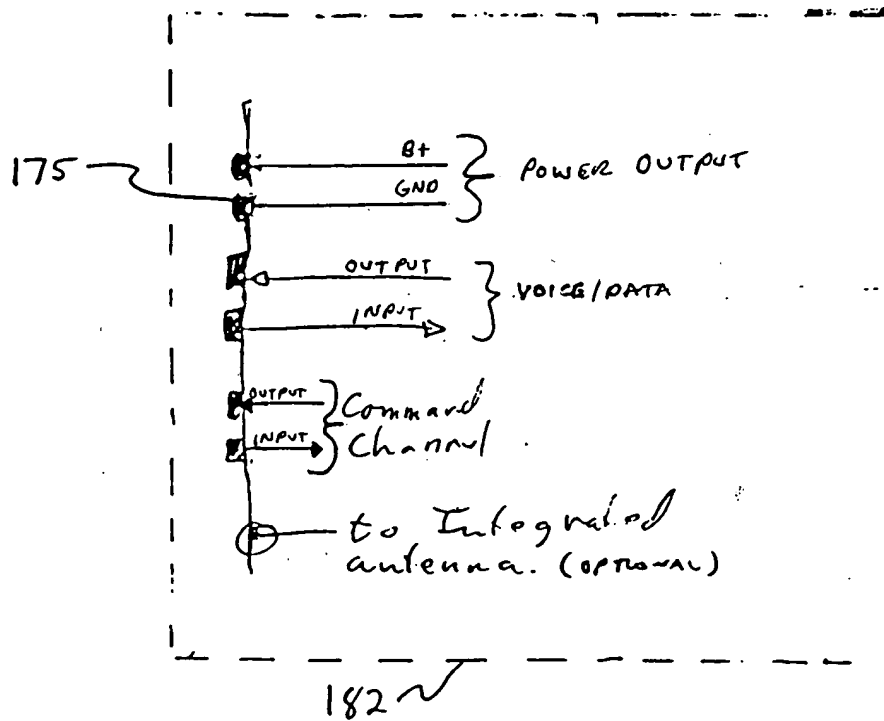 B+
175
POWER OUTPUT
GND
OUTPUT
VOICE/DATA
INPUT
OUTPUT
Command
INPUT
Channel
to Integrated
antenna. (OPTIONAL)
182